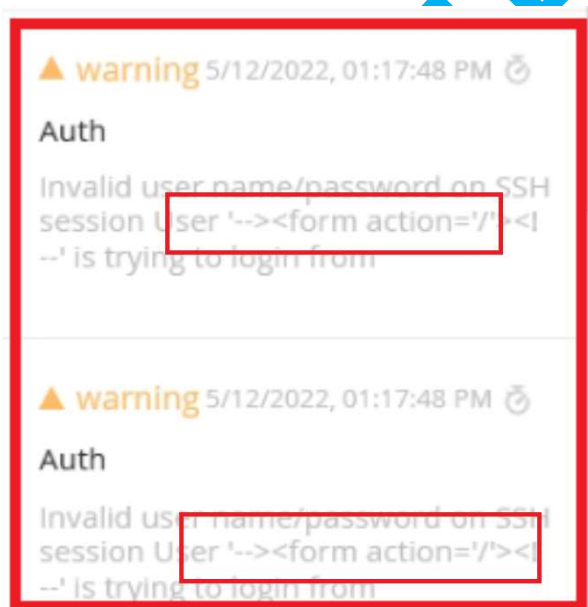 warning 5/12/2022, 01:17:48 PM
Auth
Invalid user name/password on SSH
session User '--><form action='/'><!
--' is trying to login from
warning 5/12/2022, 01:17:48 PM
Auth
Invalid user name/password on SSH
session User '--><form action='/'><!
--' is trying to login from